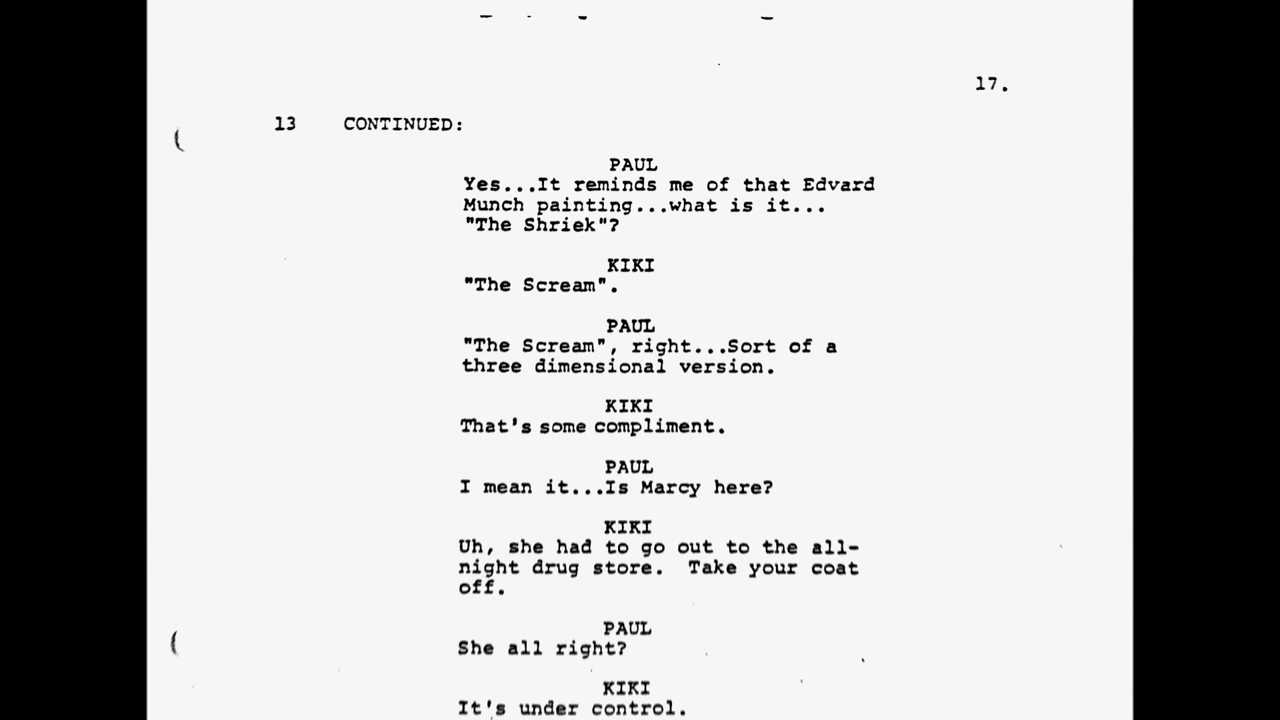 17.
13 CONTINUED:
PAUL
Yes...It reminds me of that Edvard
Munch painting...what is it...
"The Shriek"?
KIKI
"The Scream".
PAUL
"The Scream", right...Sort of a
three dimensional version.
KIKI
That's some compliment.
PAUL
I mean it...Is Marcy here?
KIKI
Uh, she had to go out to the all-
night drug store. Take your coat
off.
PAUL
She all right?
KIKI
It's under control.